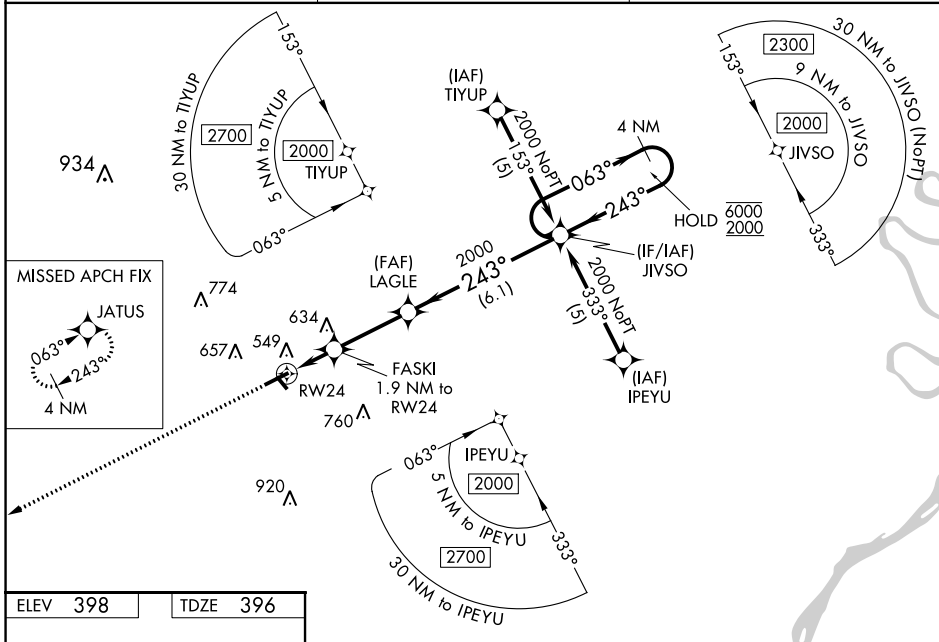 153°
30 NM to TIYUP
2700
5 NM to TIYUP
2000
TIYUP
063°
934
(IAF)
TIYUP
2000 NoPT
153°
(5)
4 NM
063°
243°
HOLD
6000
2000
(IF/IAF)
JIVSO
30 NM to JIVSO (NoPT)
2300
153°
9 NM to JIVSO
2000
JIVSO
333°
2000
243°
(6.1)
(FAF)
LAGLE
2000 NoPT
333°
(5)
(IAF)
IPEYU
MISSED APCH FIX
JATUS
063°
243°
4 NM
774
634
657
549
RW24
FASKI
1.9 NM to
RW24
760
920
063°
IPEYU
2000
5 NM to IPEYU
333°
2700
30 NM to IPEYU
ELEV 398
TDZE 396